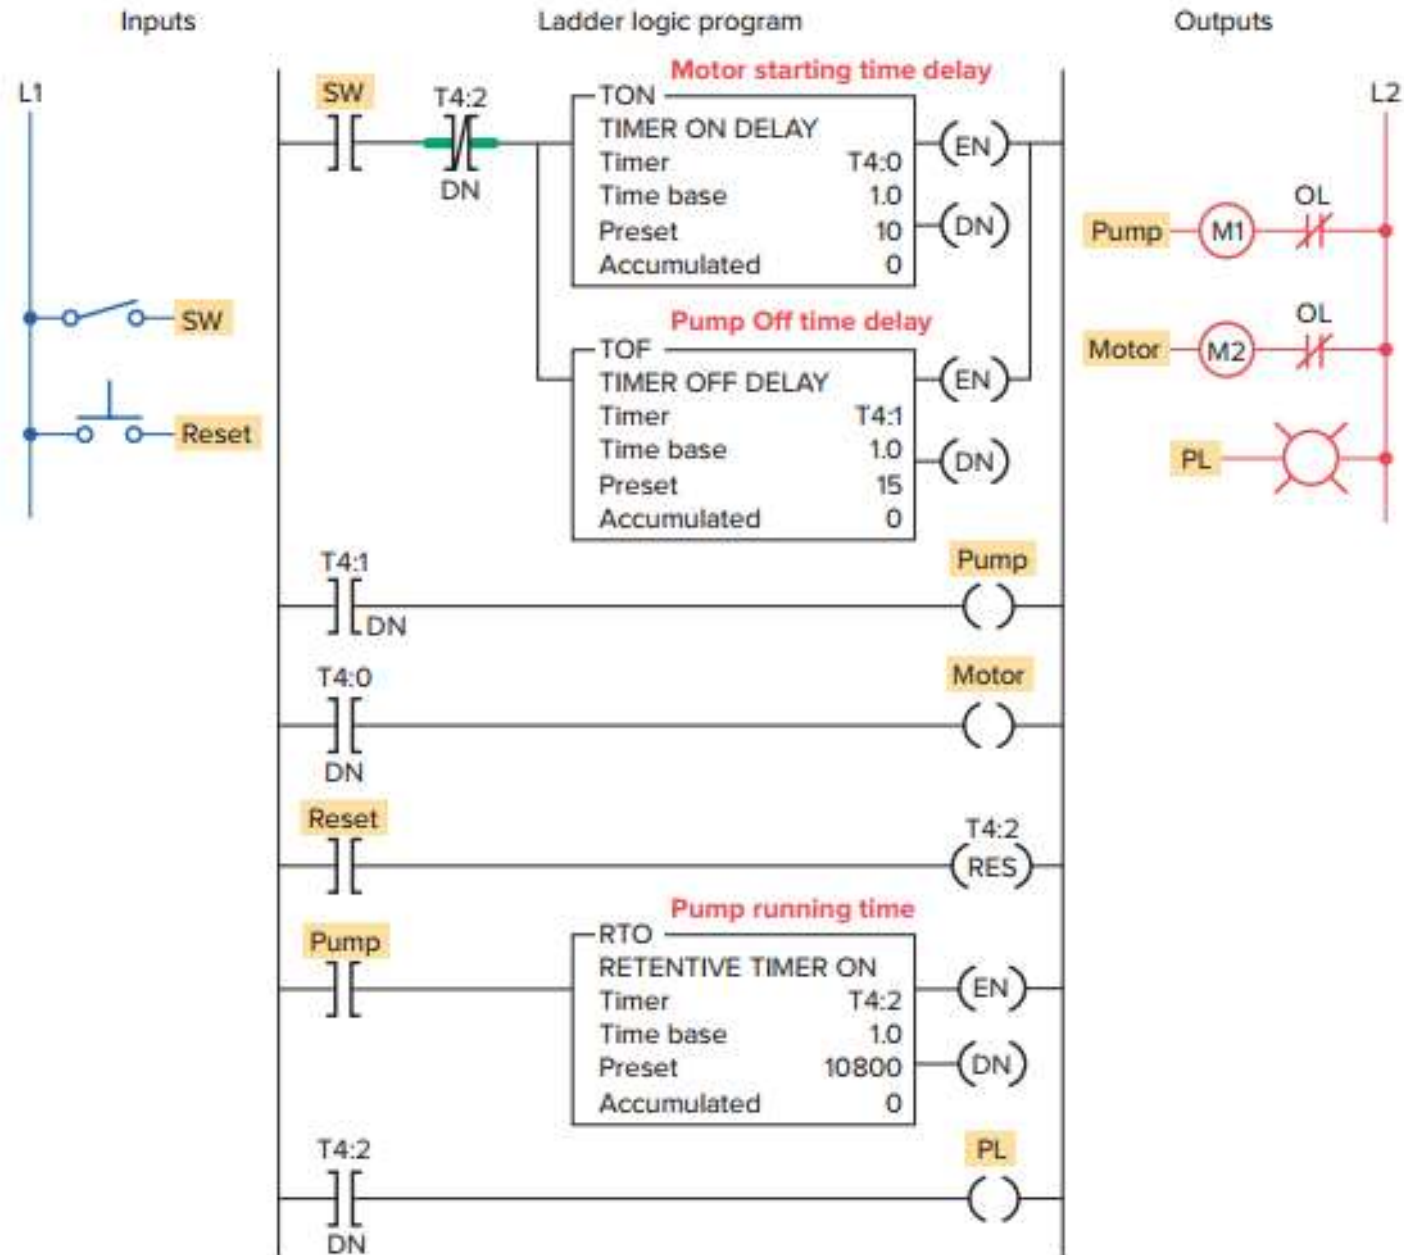 Inputs
Ladder logic program
Outputs
L1
L2
SW
T4:2
DN
Motor starting time delay
TON
TIMER ON DELAY
Timer T4:0
Time base 1.0
Preset 10
Accumulated 0
EN
DN
Pump Off time delay
TOF
TIMER OFF DELAY
Timer T4:1
Time base 1.0
Preset 15
Accumulated 0
EN
DN
SW
Reset
Pump M1 OL
Motor M2 OL
PL
T4:1
DN
Pump
T4:0
DN
Motor
Reset
T4:2
RES
Pump
Pump running time
RTO
RETENTIVE TIMER ON
Timer T4:2
Time base 1.0
Preset 10800
Accumulated 0
EN
DN
T4:2
DN
PL